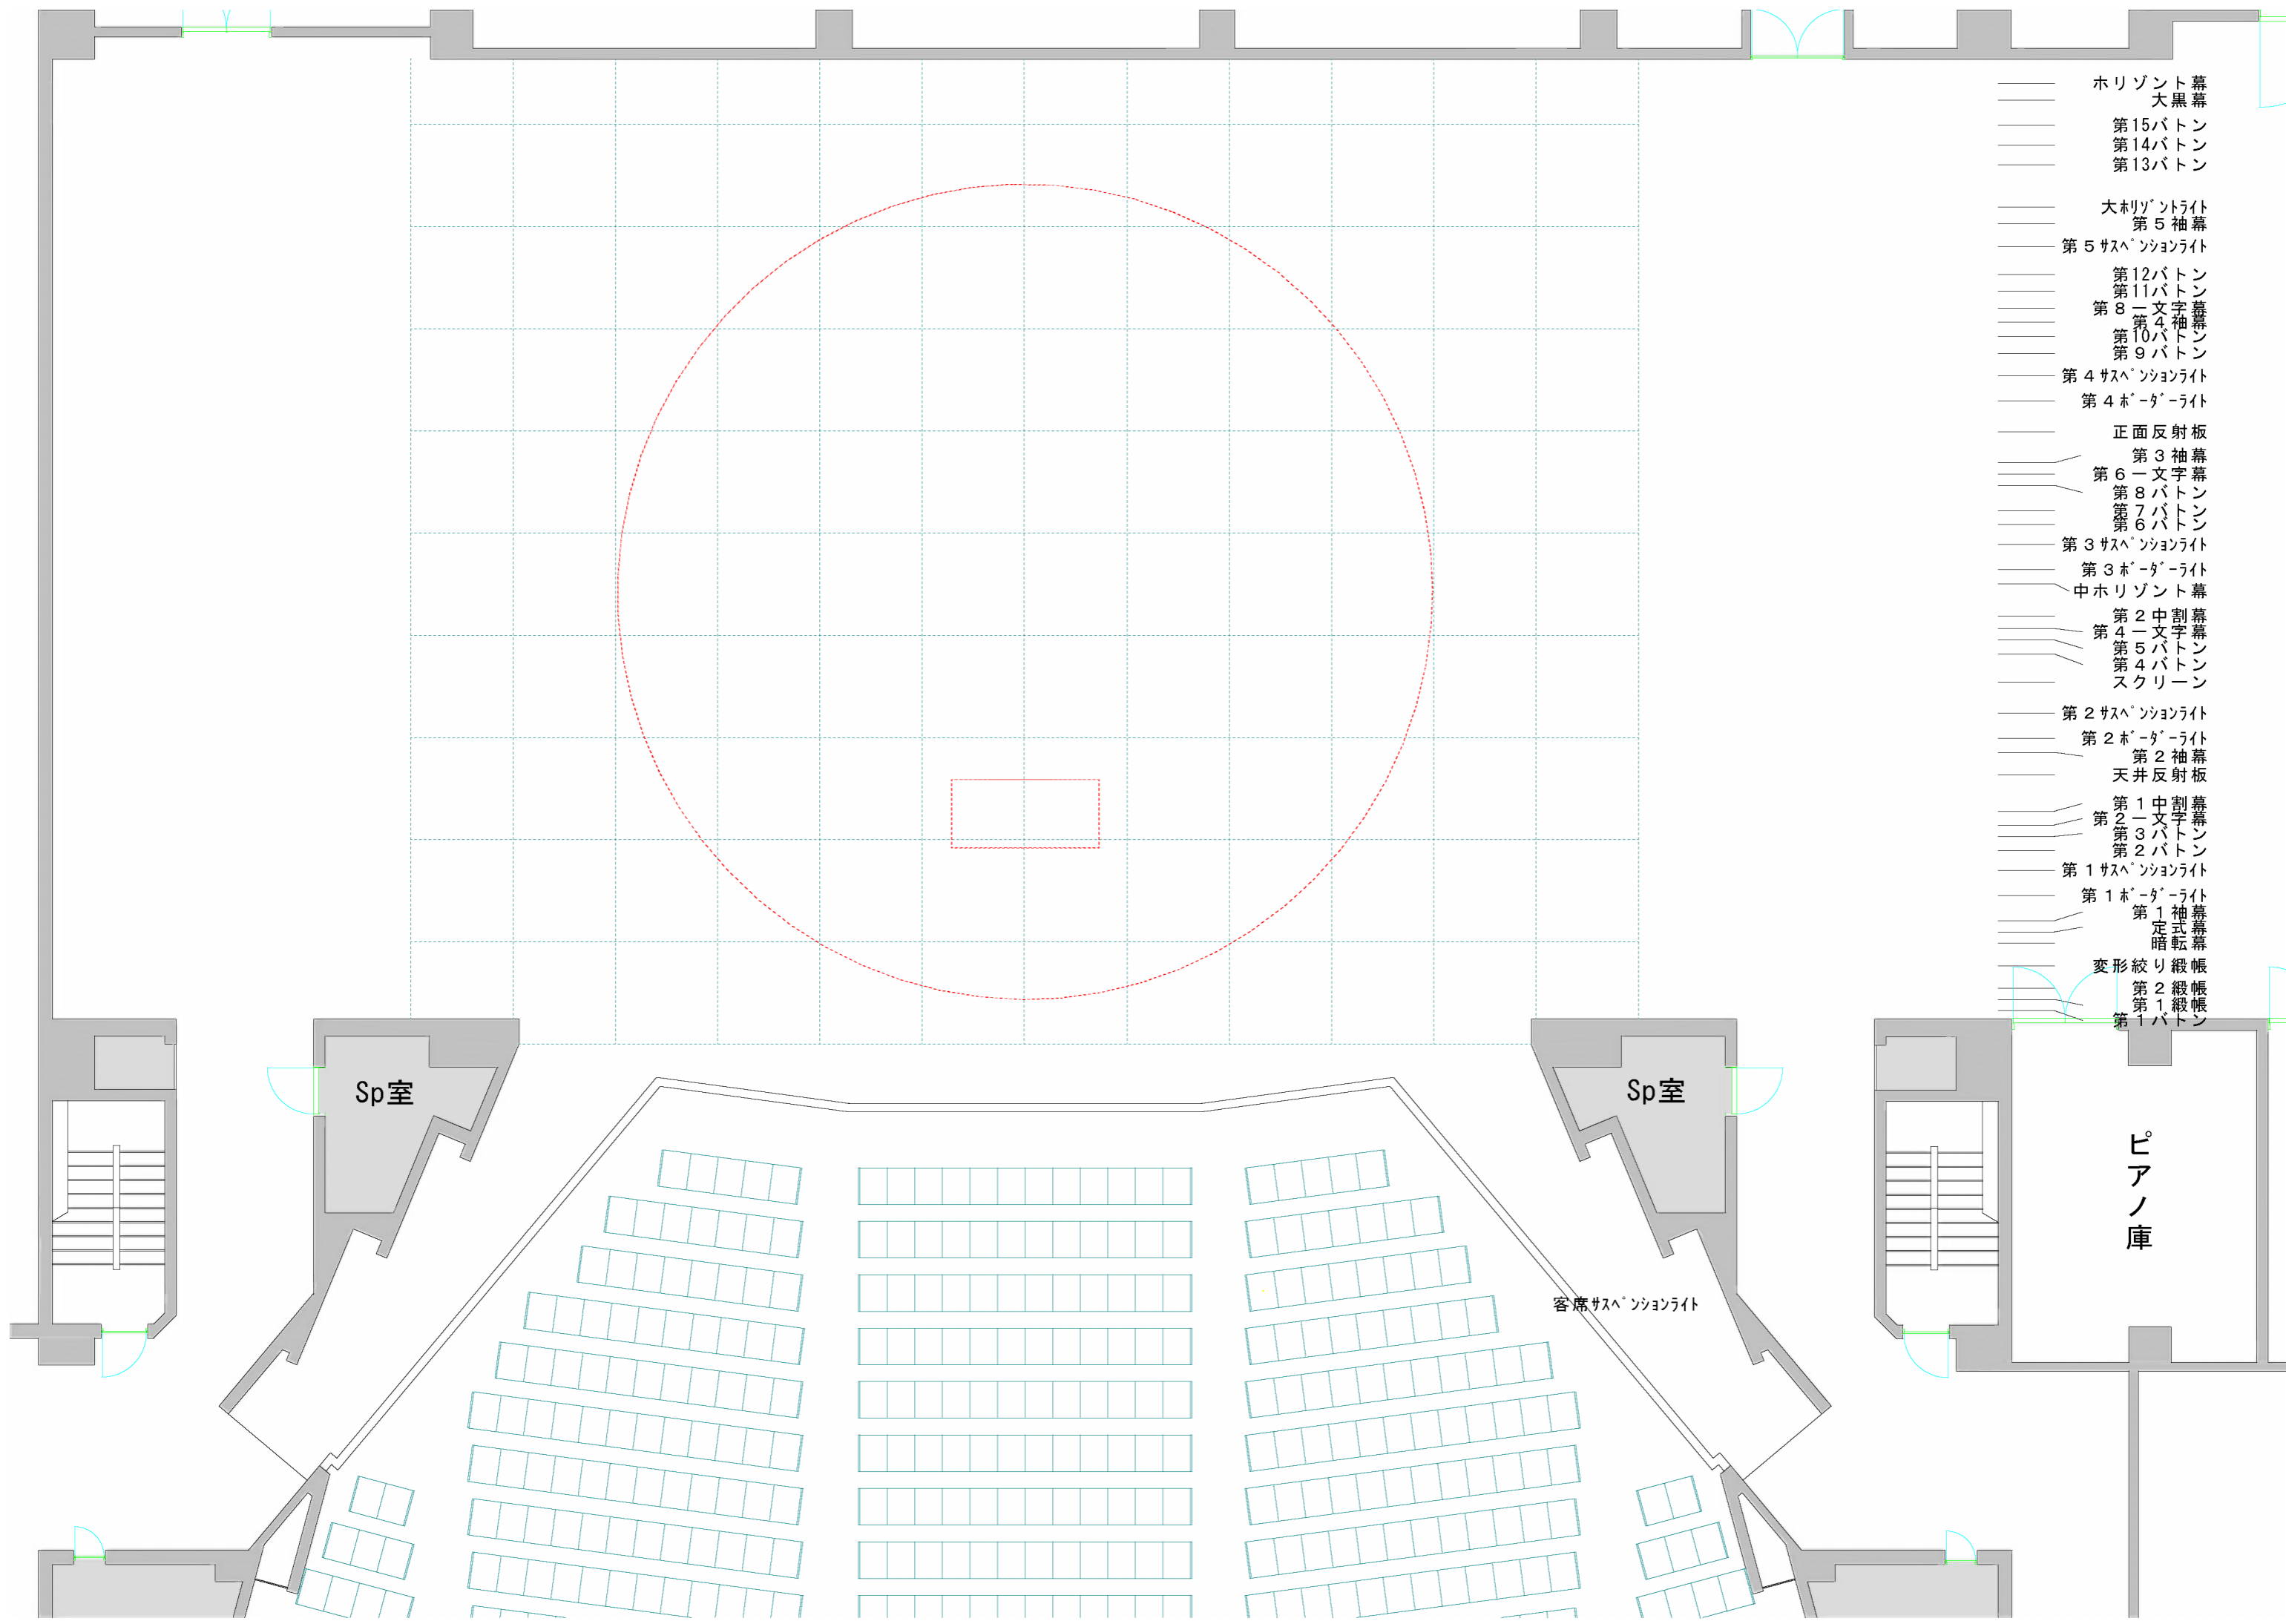 ホリゾント幕
大黒幕
第15バトン
第14バトン
第13バトン
大ﾎﾘｿﾞﾝﾄﾗｲﾄ
第５袖幕
第５ｻｽﾍﾟﾝｼｮﾝﾗｲﾄ
第12バトン
第11バトン
第８一文字幕
第４袖幕
第10バトン
第９バトン
第４ｻｽﾍﾟﾝｼｮﾝﾗｲﾄ
第４ﾎﾞｰﾀﾞｰﾗｲﾄ
正面反射板
第３袖幕
第６一文字幕
第８バトン
第７バトン
第６バトン
第３ｻｽﾍﾟﾝｼｮﾝﾗｲﾄ
第３ﾎﾞｰﾀﾞｰﾗｲﾄ
中ホリゾント幕
第２中割幕
第４一文字幕
第５バトン
第４バトン
スクリーン
第２ｻｽﾍﾟﾝｼｮﾝﾗｲﾄ
第２ﾎﾞｰﾀﾞｰﾗｲﾄ
第２袖幕
天井反射板
第１中割幕
第２一文字幕
第３バトン
第２バトン
第１ｻｽﾍﾟﾝｼｮﾝﾗｲﾄ
第１ﾎﾞｰﾀﾞｰﾗｲﾄ
第１袖幕
定式幕
暗転幕
変形絞り緞帳
第２緞帳
第１緞帳
第１バトン
Sp室
Sp室
ピアノ庫
客席ｻｽﾍﾟﾝｼｮﾝﾗｲﾄ